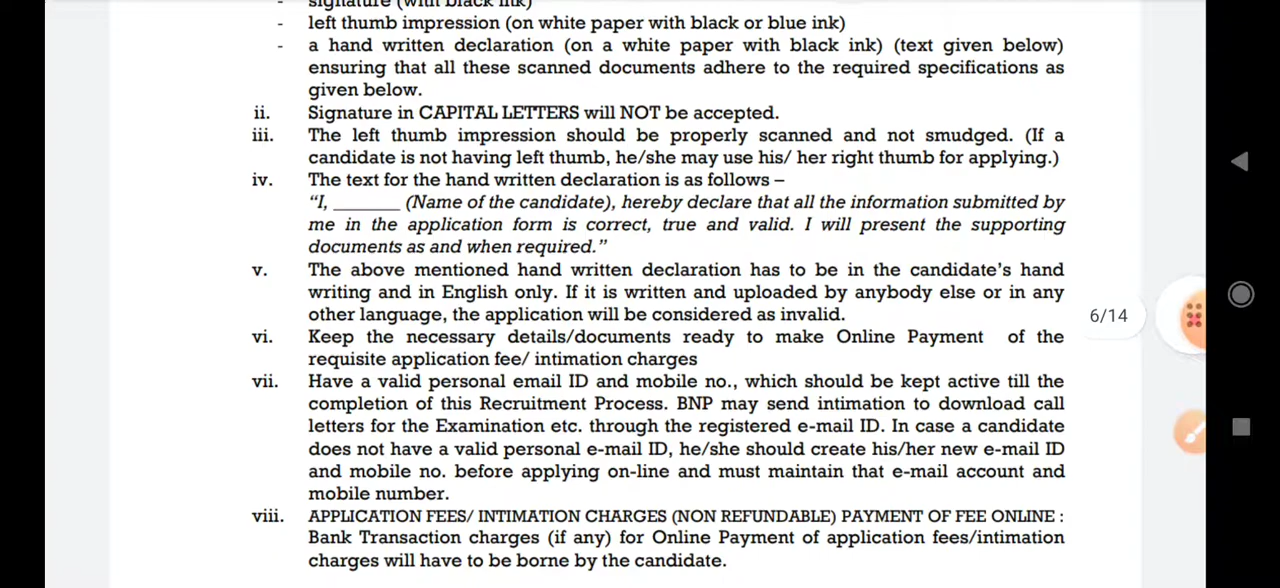 - signature (with black ink)
- left thumb impression (on white paper with black or blue ink)
- a hand written declaration (on a white paper with black ink) (text given below)
ensuring that all these scanned documents adhere to the required specifications as
given below.
ii. Signature in CAPITAL LETTERS will NOT be accepted.
iii. The left thumb impression should be properly scanned and not smudged. (If a
candidate is not having left thumb, he/she may use his/ her right thumb for applying.)
iv. The text for the hand written declaration is as follows –
“I, _______ (Name of the candidate), hereby declare that all the information submitted by
me in the application form is correct, true and valid. I will present the supporting
documents as and when required.”
v. The above mentioned hand written declaration has to be in the candidate’s hand
writing and in English only. If it is written and uploaded by anybody else or in any
other language, the application will be considered as invalid.
vi. Keep the necessary details/documents ready to make Online Payment of the
requisite application fee/ intimation charges
vii. Have a valid personal email ID and mobile no., which should be kept active till the
completion of this Recruitment Process. BNP may send intimation to download call
letters for the Examination etc. through the registered e-mail ID. In case a candidate
does not have a valid personal e-mail ID, he/she should create his/her new e-mail ID
and mobile no. before applying on-line and must maintain that e-mail account and
mobile number.
viii. APPLICATION FEES/ INTIMATION CHARGES (NON REFUNDABLE) PAYMENT OF FEE ONLINE :
Bank Transaction charges (if any) for Online Payment of application fees/intimation
charges will have to be borne by the candidate.
6/14